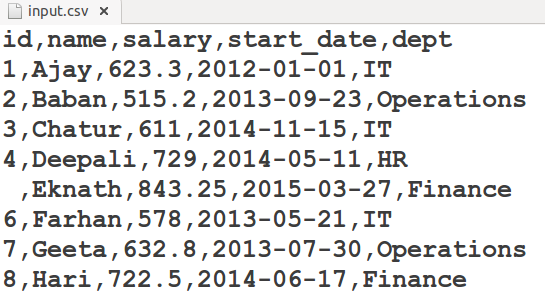 input.csv ×
id,name,salary,start_date,dept
1,Ajay,623.3,2012-01-01,IT
2,Baban,515.2,2013-09-23,Operations
3,Chatur,611,2014-11-15,IT
4,Deepali,729,2014-05-11,HR
 ,Eknath,843.25,2015-03-27,Finance
6,Farhan,578,2013-05-21,IT
7,Geeta,632.8,2013-07-30,Operations
8,Hari,722.5,2014-06-17,Finance